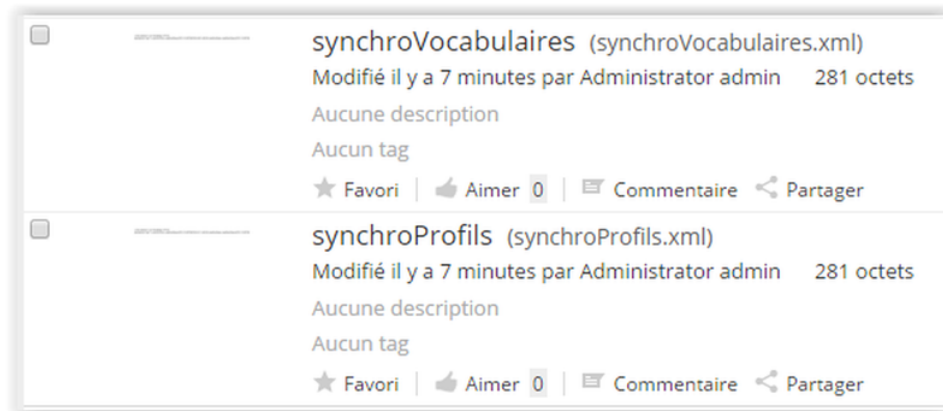 synchroVocabulaires (synchroVocabulaires.xml)
Modifié il y a 7 minutes par Administrator admin 281 octets
Aucune description
Aucun tag
Favori Aimer 0 Commentaire Partager
synchroProfils (synchroProfils.xml)
Modifié il y a 7 minutes par Administrator admin 281 octets
Aucune description
Aucun tag
Favori Aimer 0 Commentaire Partager